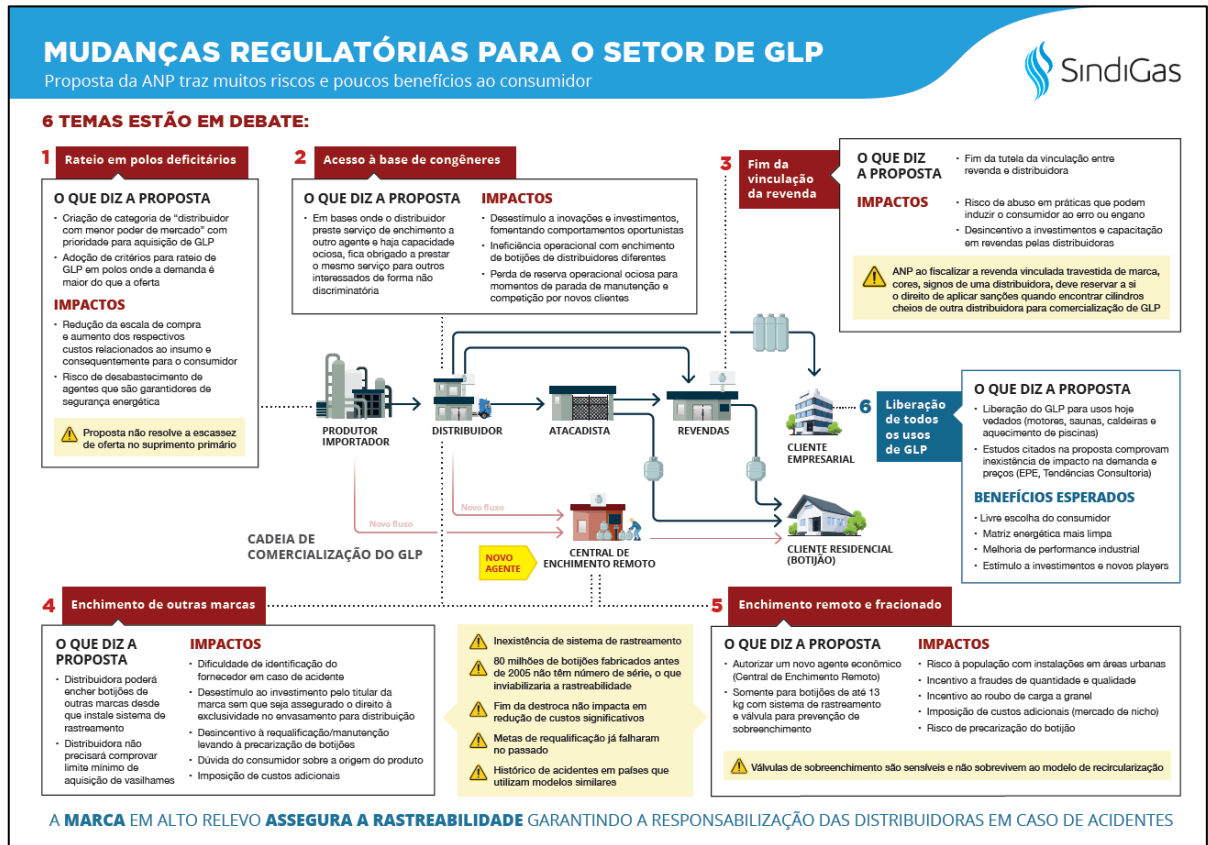 MUDANÇAS REGULATÓRIAS PARA O SETOR DE GLP
Proposta da ANP traz muitos riscos e poucos benefícios ao consumidor
SindiGas
6 TEMAS ESTÃO EM DEBATE:
1 Rateio em polos deficitários
O QUE DIZ A PROPOSTA
• Criação de categoria de “distribuidor
com menor poder de mercado” com
prioridade para aquisição de GLP
• Adoção de critérios para rateio de
GLP em polos onde a demanda é
maior do que a oferta
IMPACTOS
• Redução da escala de compra
e aumento dos respectivos
custos relacionados ao insumo e
consequentemente para o consumidor
• Risco de desabastecimento de
agentes que são garantidores de
segurança energética
Proposta não resolve a escassez
de oferta no suprimento primário
2 Acesso à base de congêneres
O QUE DIZ A PROPOSTA
• Em bases onde o distribuidor
preste serviço de enchimento a
outro agente e haja capacidade
ociosa, fica obrigado a prestar
o mesmo serviço para outros
interessados de forma não
discriminatória
IMPACTOS
• Desestímulo a inovações e investimentos,
fomentando comportamentos oportunistas
• Ineficiência operacional com enchimento
de botijões de distribuidores diferentes
• Perda de reserva operacional ociosa para
momentos de parada de manutenção e
competição por novos clientes
3 Fim da
vinculação
da revenda
O QUE DIZ
A PROPOSTA
• Fim da tutela da vinculação entre
revenda e distribuidora
IMPACTOS
• Risco de abuso em práticas que podem
induzir o consumidor ao erro ou engano
• Desincentivo a investimentos e capacitação
em revendas pelas distribuidoras
ANP ao fiscalizar a revenda vinculada travestida de marca,
cores, signos de uma distribuidora, deve reservar a si
o direito de aplicar sanções quando encontrar cilindros
cheios de outra distribuidora para comercialização de GLP
PRODUTOR
IMPORTADOR
DISTRIBUIDOR
ATACADISTA
REVENDAS
CLIENTE
EMPRESARIAL
6 Liberação
de todos
os usos
de GLP
O QUE DIZ A PROPOSTA
• Liberação do GLP para usos hoje
vedados (motores, saunas, caldeiras e
aquecimento de piscinas)
• Estudos citados na proposta comprovam
inexistência de impacto na demanda e
preços (EPE, Tendências Consultoria)
BENEFÍCIOS ESPERADOS
• Livre escolha do consumidor
• Matriz energética mais limpa
• Melhoria de performance industrial
• Estímulo a investimentos e novos players
Novo fluxo
Novo fluxo
CADEIA DE
COMERCIALIZAÇÃO DO GLP
NOVO
AGENTE
CENTRAL DE
ENCHIMENTO REMOTO
CLIENTE RESIDENCIAL
(BOTIJÃO)
4 Enchimento de outras marcas
O QUE DIZ A
PROPOSTA
• Distribuidora poderá
encher botijões de
outras marcas desde
que instale sistema de
rastreamento
• Distribuidora não
precisará comprovar
limite mínimo de
aquisição de vasilhames
IMPACTOS
• Dificuldade de identificação do
fornecedor em caso de acidente
• Desestímulo ao investimento pelo titular da
marca sem que seja assegurado o direito à
exclusividade no envasamento para distribuição
• Desincentivo à requalificação/manutenção
levando à precarização de botijões
• Dúvida do consumidor sobre a origem do produto
• Imposição de custos adicionais
Inexistência de sistema de rastreamento
80 milhões de botijões fabricados antes
de 2005 não têm número de série, o que
inviabilizaria a rastreabilidade
Fim da destroca não impacta em
redução de custos significativos
Metas de requalificação já falharam
no passado
Histórico de acidentes em países que
utilizam modelos similares
5 Enchimento remoto e fracionado
O QUE DIZ A PROPOSTA
• Autorizar um novo agente econômico
(Central de Enchimento Remoto)
• Somente para botijões de até 13
kg com sistema de rastreamento
e válvula para prevenção de
sobreenchimento
IMPACTOS
• Risco à população com instalações em áreas urbanas
• Incentivo a fraudes de quantidade e qualidade
• Incentivo ao roubo de carga a granel
• Imposição de custos adicionais (mercado de nicho)
• Risco de precarização do botijão
Válvulas de sobreenchimento são sensíveis e não sobrevivem ao modelo de recircularização
A MARCA EM ALTO RELEVO ASSEGURA A RASTREABILIDADE GARANTINDO A RESPONSABILIZAÇÃO DAS DISTRIBUIDORAS EM CASO DE ACIDENTES